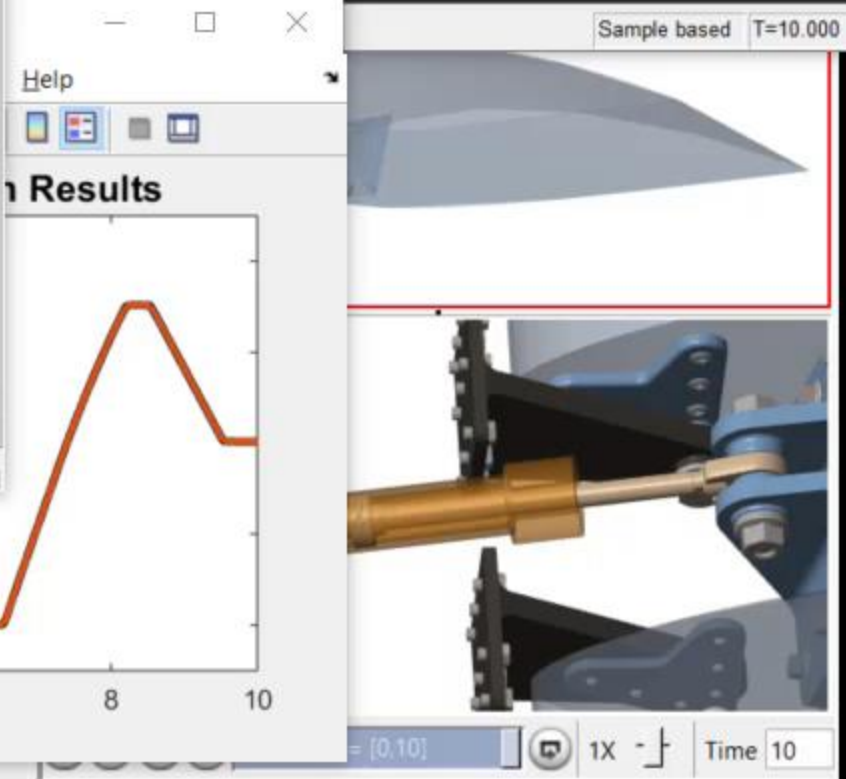 Sample based T=10.000
Help
Results
8 10
= [0,10]
1X
Time 10